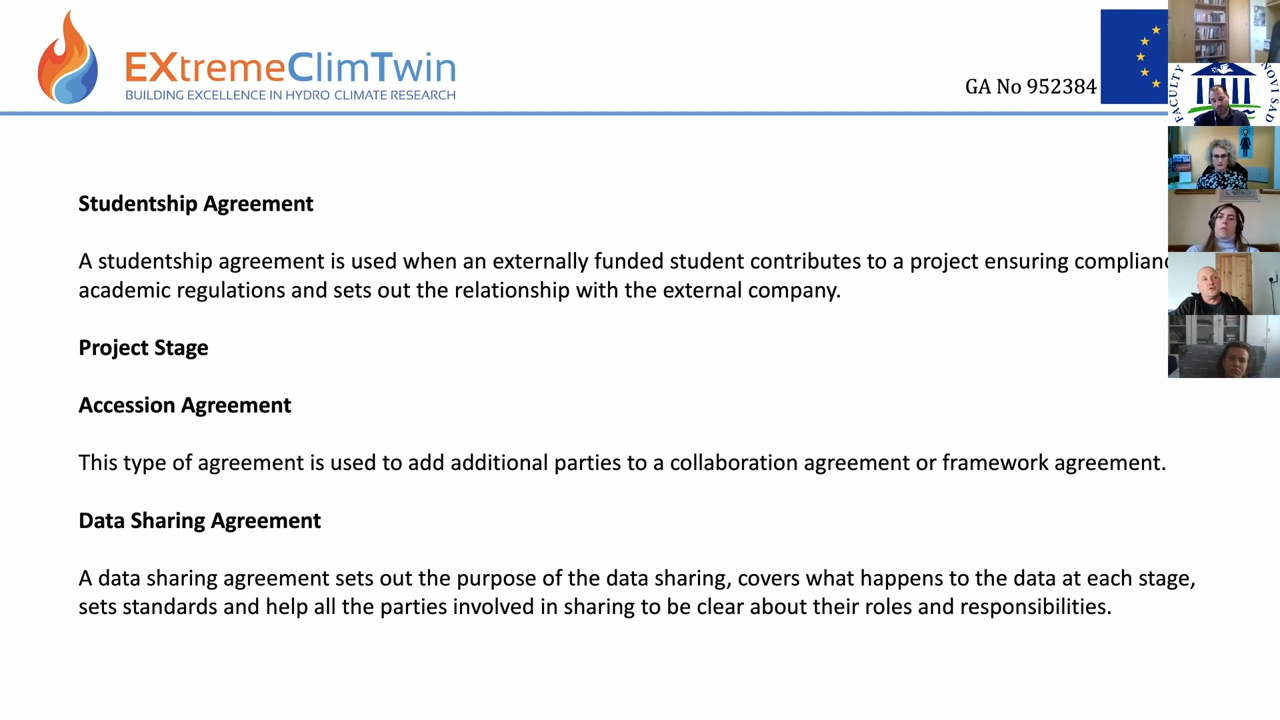 EXtremeClimTwin
BUILDING EXCELLENCE IN HYDRO CLIMATE RESEARCH
GA No 952384
FACULTY
NOVI SAD
Studentship Agreement
A studentship agreement is used when an externally funded student contributes to a project ensuring
academic regulations and sets out the relationship with the external company.
Project Stage
Accession Agreement
This type of agreement is used to add additional parties to a collaboration agreement or framework agreement.
Data Sharing Agreement
A data sharing agreement sets out the purpose of the data sharing, covers what happens to the data at each stage,
sets standards and help all the parties involved in sharing to be clear about their roles and responsibilities.